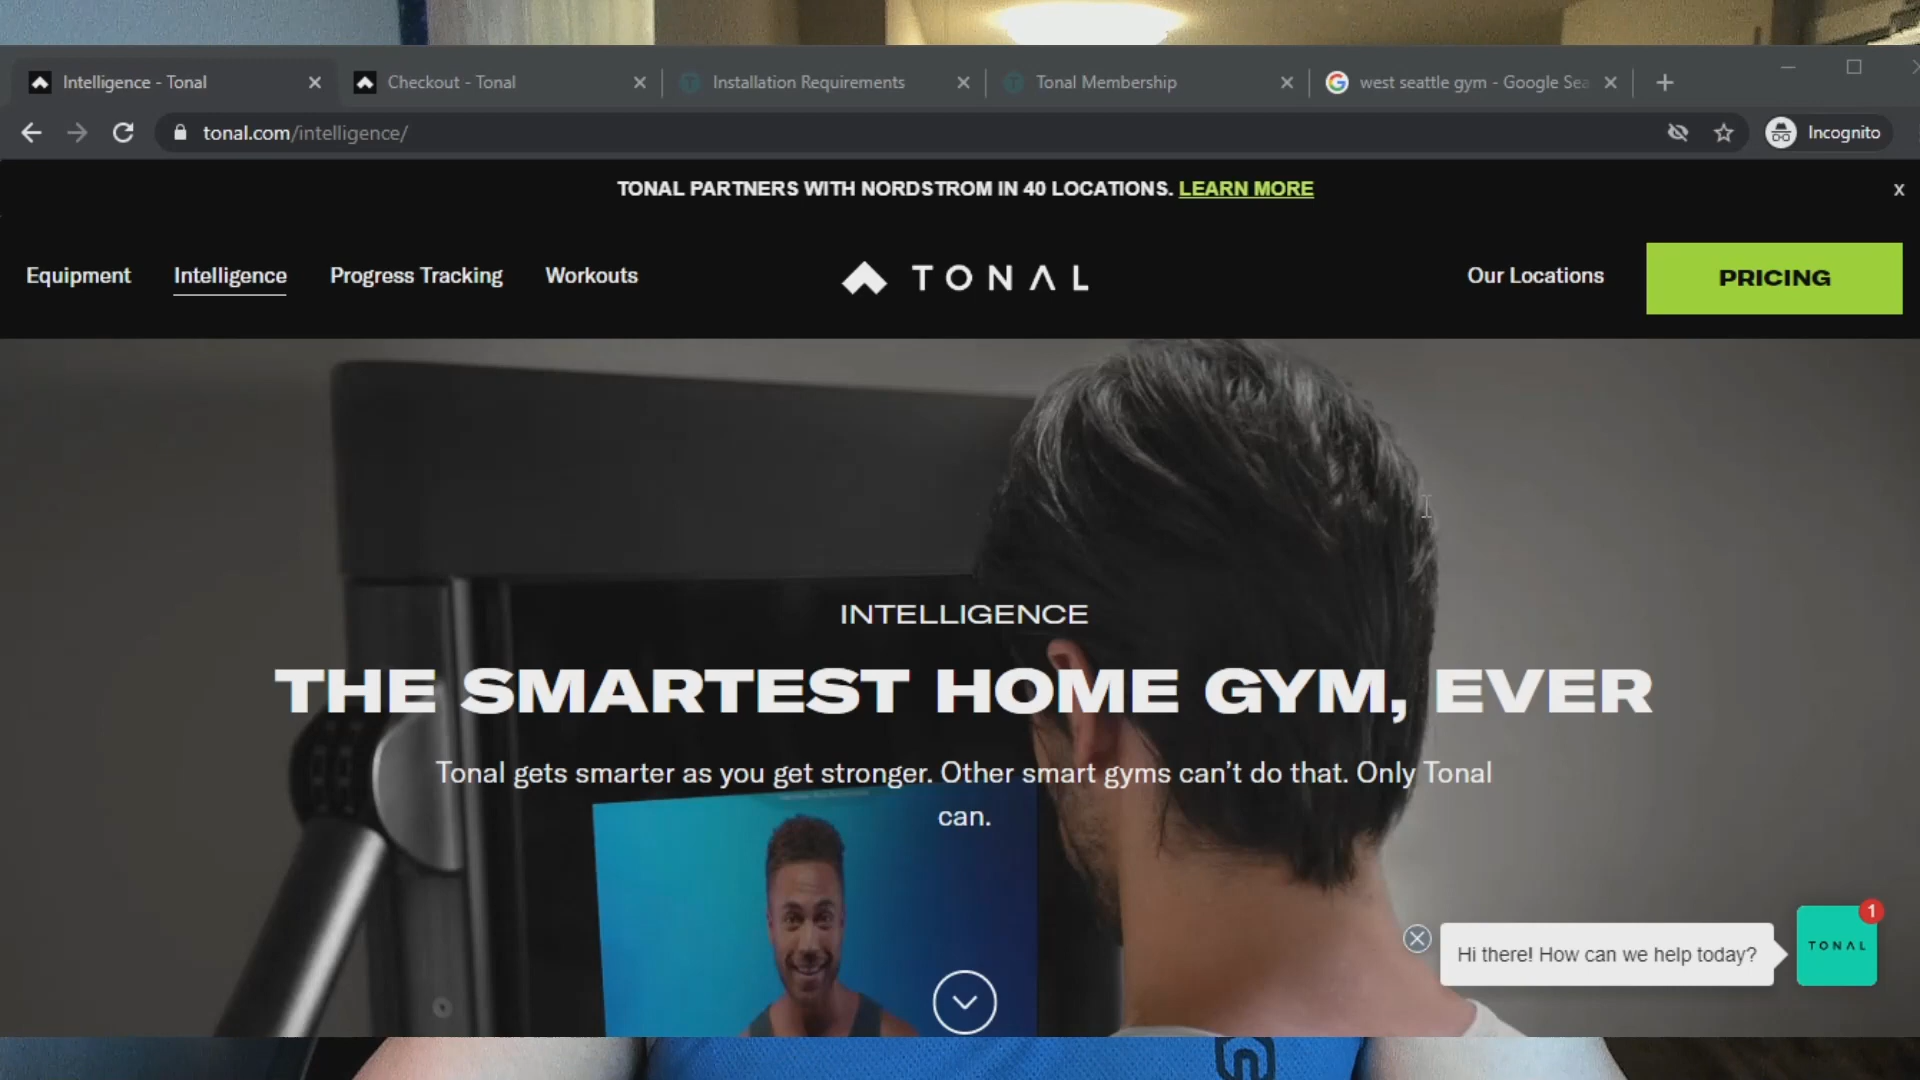 Intelligence - Tonal
Checkout - Tonal
Installation Requirements
Tonal Membership
west seattle gym - Google Sea
tonal.com/intelligence/
Incognito
TONAL PARTNERS WITH NORDSTROM IN 40 LOCATIONS. LEARN MORE
x
Equipment
Intelligence
Progress Tracking
Workouts
TONAL
Our Locations
PRICING
INTELLIGENCE
THE SMARTEST HOME GYM, EVER
Tonal gets smarter as you get stronger. Other smart gyms can't do that. Only Tonal
can.
Hi there! How can we help today?
TONAL
1